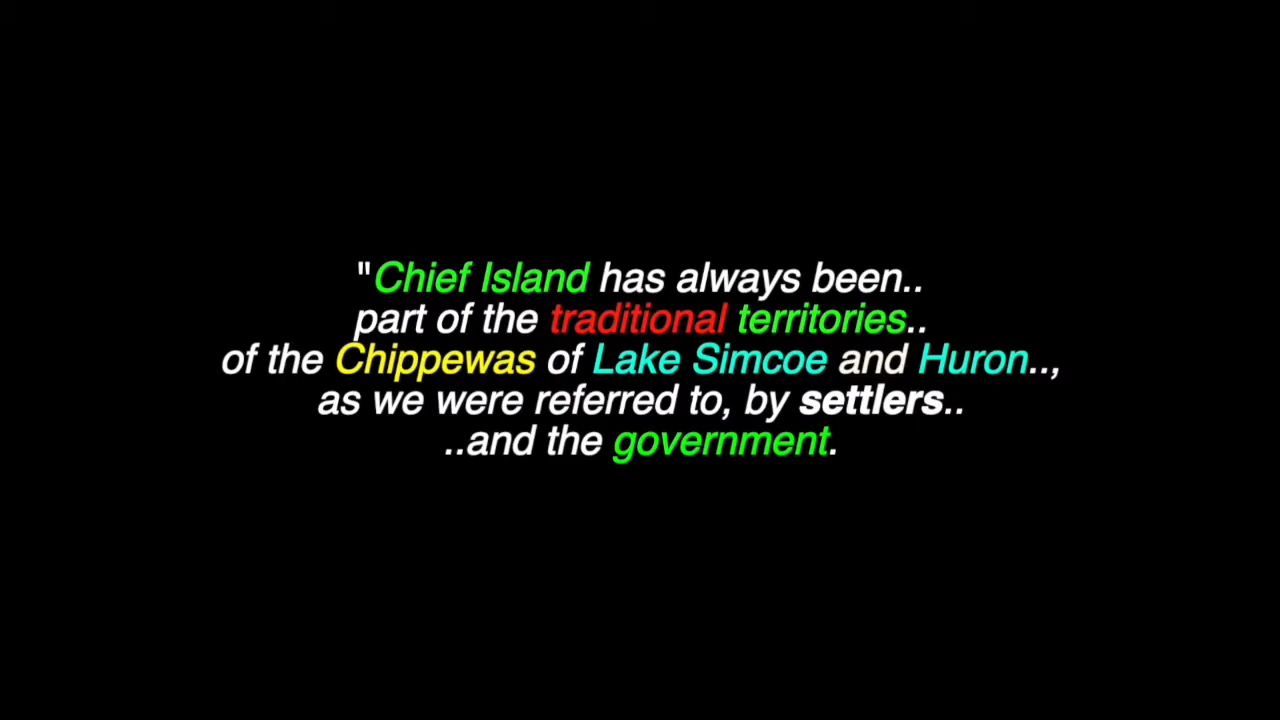 "Chief Island has always been..
part of the traditional territories..
of the Chippewas of Lake Simcoe and Huron..,
as we were referred to, by settlers..
..and the government.